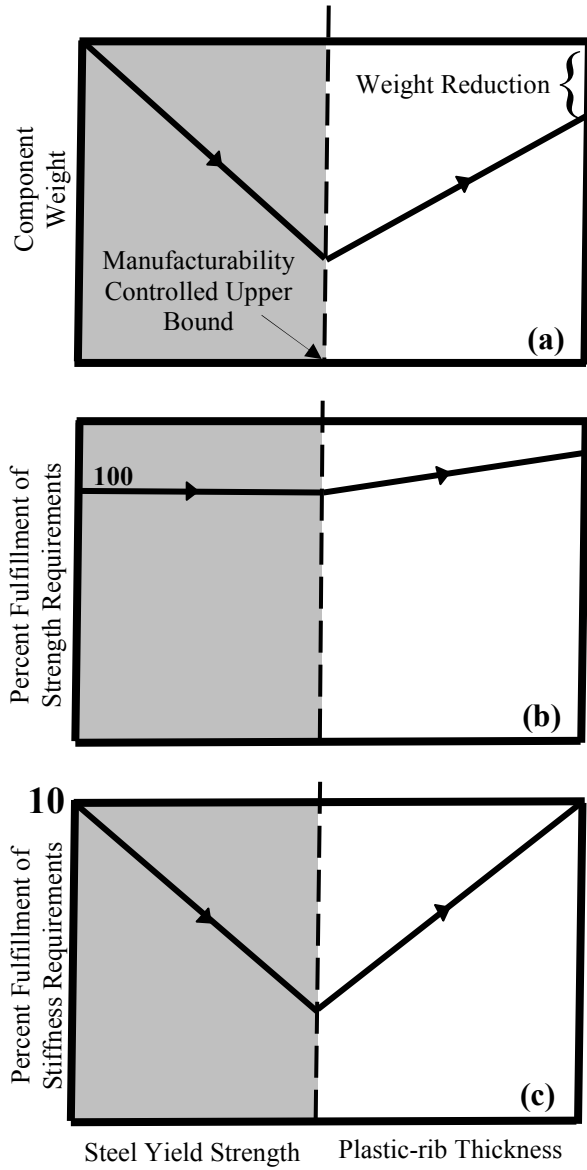 Component
Weight
Weight Reduction
Manufacturability
Controlled Upper
Bound
(a)
Percent Fulfillment of
Strength Requirements
100
(b)
10
Percent Fulfillment of
Stiffness Requirements
(c)
Steel Yield Strength
Plastic-rib Thickness